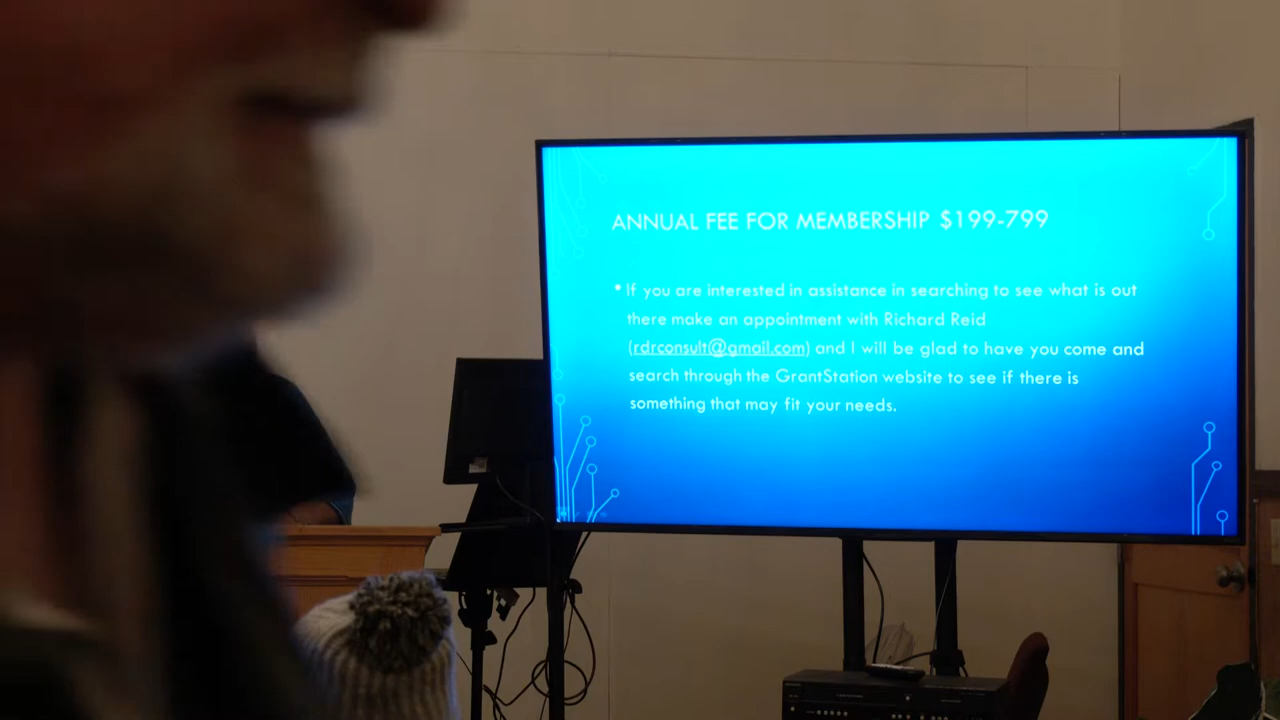 ANNUAL FEE FOR MEMBERSHIP $199-799
• If you are interested in assistance in searching to see what is out
there make an appointment with Richard Reid
(rdrconsult@gmail.com) and I will be glad to have you come and
search through the GrantStation website to see if there is
something that may fit your needs.